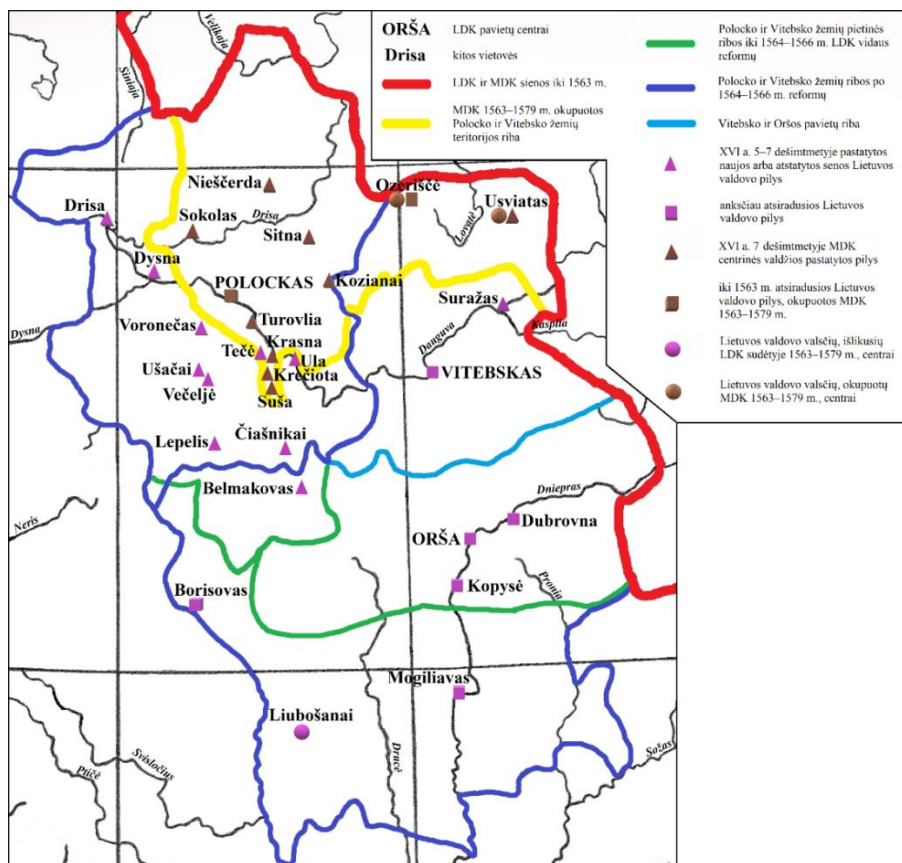 ORŠA
LDK pavietų centrai
Drisa
kitos vietovės
LDK ir MDK sienos iki 1563 m.
MDK 1563–1579 m. okupuotos
Polocko ir Vitebsko žemių
teritorijos riba
Polocko ir Vitebsko žemių pietinės
ribos iki 1564–1566 m. LDK vidaus
reformų
Polocko ir Vitebsko žemių ribos po
1564–1566 m. reformų
Vitebsko ir Oršos pavietų riba
XVI a. 5–7 dešimtmetyje pastatytos
naujos arba atstatytos senos Lietuvos
valdovo pilys
anksčiau atsiradusios Lietuvos
valdovo pilys
XVI a. 7 dešimtmetyje MDK
centrinės valdžios pastatytos pilys
iki 1563 m. atsiradusios Lietuvos
valdovo pilys, okupuotos MDK
1563–1579 m.
Lietuvos valdovo valsčių, išlikusių
LDK sudėtyje 1563–1579 m., centrai
Lietuvos valdovo valsčių, okupuotų
MDK 1563–1579 m., centrai
Velikaja
Siniaja
Nieščerda
Ozeriščė
Drisa
Sokolas
Drisa
Usviatas
Lovatė
Sitna
Dysna
Kozianai
POLOCKAS
Suražas
Dysna
Voronečas
Turovlia
Kasplia
Dauguva
Krasna
Tečė
Ula
Ušačai
Krečiota
VITEBSKAS
Večeljė
Suša
Lepelis
Čiašnikai
Belmakovas
Dniepras
Neris
Dubrovna
ORŠA
Pronia
Borisovas
Kopysė
Mogiliavas
Liubošanai
Svisločius
Drucė
Sožas
Ptičė